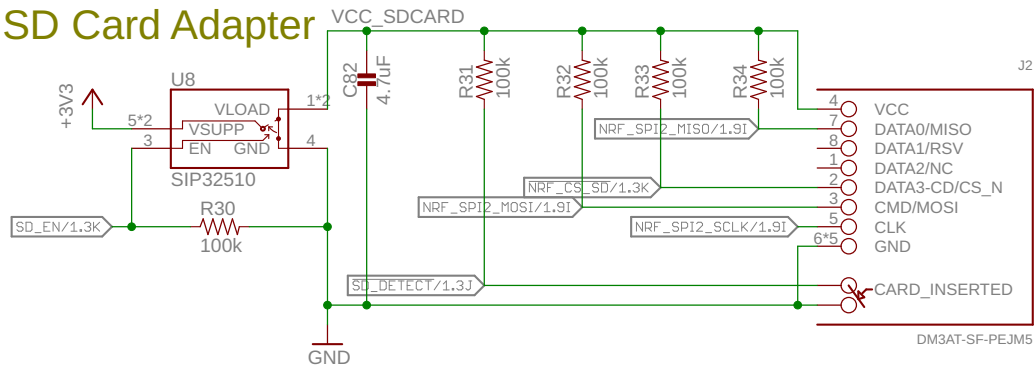 SD Card Adapter
VCC_SDCARD
+3V3
U8
VLOAD
1*2
5*2
VSUPP
3
EN
GND
4
SIP32510
C82
4.7uF
R31
100k
R32
100k
R33
100k
R34
100k
J2
4
VCC
NRF_SPI2_MISO/1.9I
7
DATA0/MISO
8
DATA1/RSV
1
DATA2/NC
NRF_CS_SD/1.3K
2
DATA3-CD/CS_N
NRF_SPI2_MOSI/1.9I
3
CMD/MOSI
SD_EN/1.3K
R30
100k
NRF_SPI2_SCLK/1.9I
5
CLK
6*5
GND
SD_DETECT/1.3J
CARD_INSERTED
DM3AT-SF-PEJM5
GND